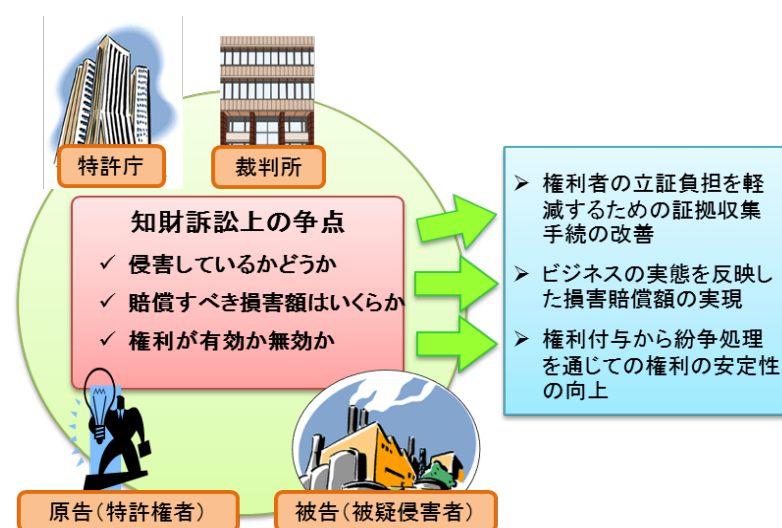 特許庁
裁判所
知財訴訟上の争点
✓ 侵害しているかどうか
✓ 賠償すべき損害額はいくらか
✓ 権利が有効か無効か
➢ 権利者の立証負担を軽
減するための証拠収集
手続の改善
➢ ビジネスの実態を反映し
た損害賠償額の実現
➢ 権利付与から紛争処理
を通じての権利の安定性
の向上
原告(特許権者)
被告(被疑侵害者)